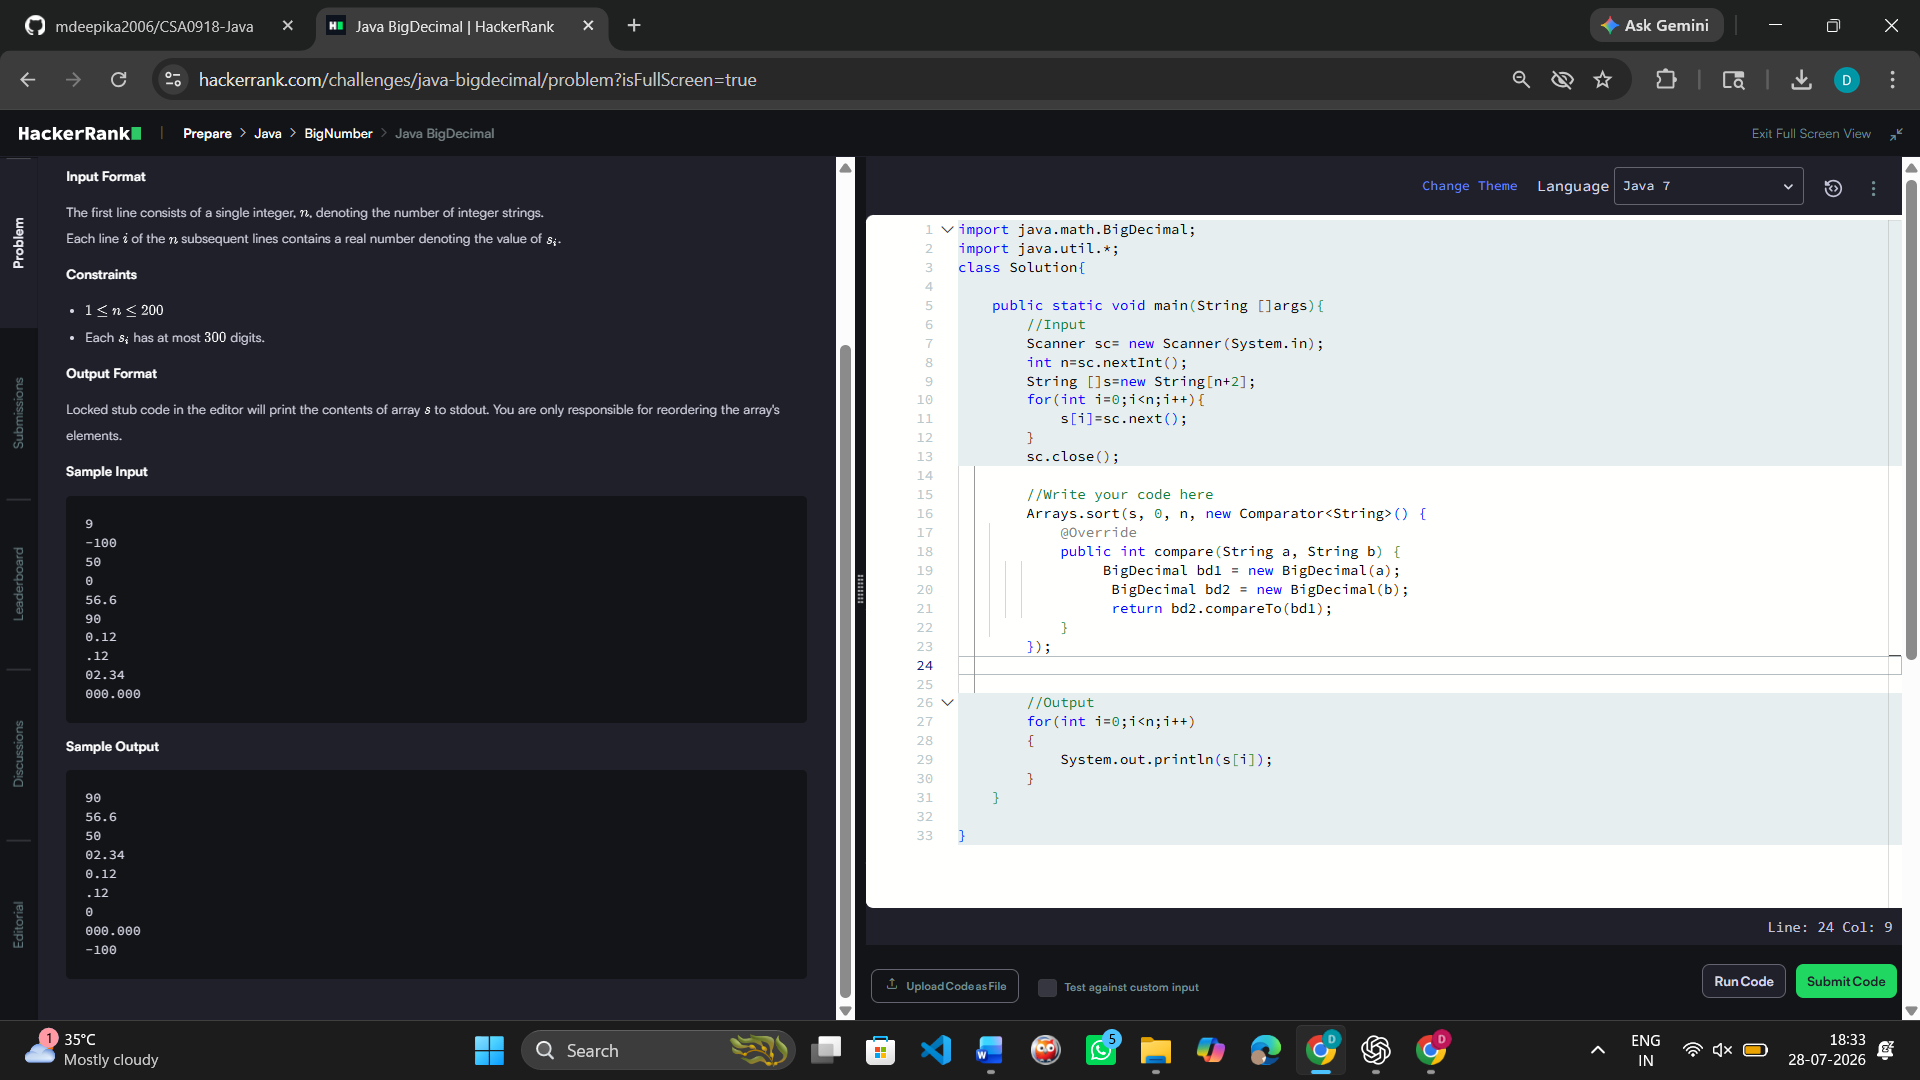 mdeepika2006/CSA0918-Java
Java BigDecimal | HackerRank
Ask Gemini
hackerrank.com/challenges/java-bigdecimal/problem?isFullScreen=true
D
HackerRank
Prepare > Java > BigNumber > Java BigDecimal
Exit Full Screen View
Problem
Submissions
Leaderboard
Discussions
Editorial
Input Format
The first line consists of a single integer, n, denoting the number of integer strings.
Each line i of the n subsequent lines contains a real number denoting the value of s_i.
Constraints
• 1 ≤ n ≤ 200
• Each s_i has at most 300 digits.
Output Format
Locked stub code in the editor will print the contents of array s to stdout. You are only responsible for reordering the array's
elements.
Sample Input
9
-100
50
0
56.6
90
0.12
.12
02.34
000.000
Sample Output
90
56.6
50
02.34
0.12
.12
0
000.000
-100
Change Theme Language Java 7
1 import java.math.BigDecimal;
2 import java.util.*;
3 class Solution{
4
5 public static void main(String []args){
6 //Input
7 Scanner sc= new Scanner(System.in);
8 int n=sc.nextInt();
9 String []s=new String[n+2];
10 for(int i=0;i<n;i++){
11 s[i]=sc.next();
12 }
13 sc.close();
14
15 //Write your code here
16 Arrays.sort(s, 0, n, new Comparator<String>() {
17 @Override
18 public int compare(String a, String b) {
19 BigDecimal bd1 = new BigDecimal(a);
20 BigDecimal bd2 = new BigDecimal(b);
21 return bd2.compareTo(bd1);
22 }
23 });
24
25
26 //Output
27 for(int i=0;i<n;i++)
28 {
29 System.out.println(s[i]);
30 }
31 }
32
33 }
Line: 24 Col: 9
Upload Code as File
Test against custom input
Run Code
Submit Code
1
35°C
Mostly cloudy
Search
W
5
D
D
ENG
IN
18:33
28-07-2026